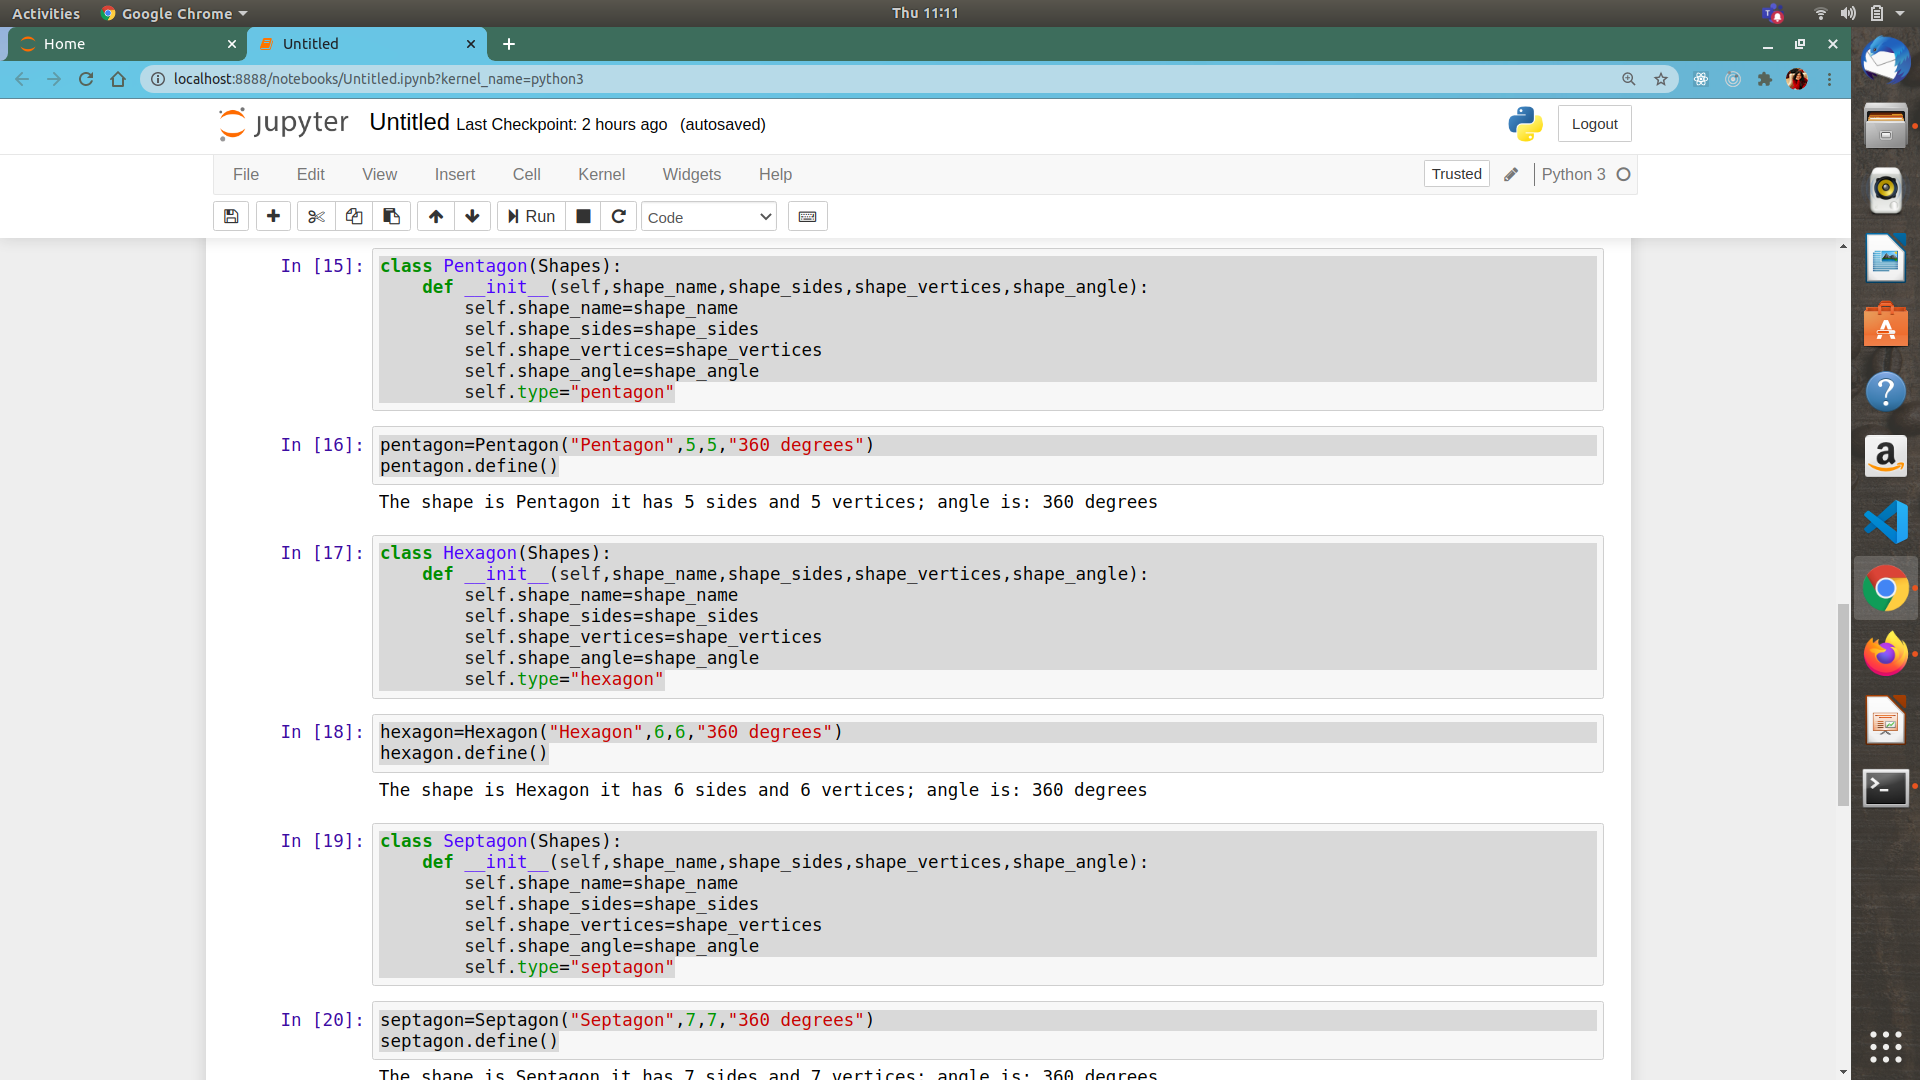 Activities Google Chrome Thu 11:11
Home Untitled
localhost:8888/notebooks/Untitled.ipynb?kernel_name=python3
jupyter Untitled Last Checkpoint: 2 hours ago (autosaved) Logout
File Edit View Insert Cell Kernel Widgets Help Trusted Python 3
Run Code
In [15]: class Pentagon(Shapes):
    def __init__(self,shape_name,shape_sides,shape_vertices,shape_angle):
        self.shape_name=shape_name
        self.shape_sides=shape_sides
        self.shape_vertices=shape_vertices
        self.shape_angle=shape_angle
        self.type="pentagon"
In [16]: pentagon=Pentagon("Pentagon",5,5,"360 degrees")
pentagon.define()
The shape is Pentagon it has 5 sides and 5 vertices; angle is: 360 degrees
In [17]: class Hexagon(Shapes):
    def __init__(self,shape_name,shape_sides,shape_vertices,shape_angle):
        self.shape_name=shape_name
        self.shape_sides=shape_sides
        self.shape_vertices=shape_vertices
        self.shape_angle=shape_angle
        self.type="hexagon"
In [18]: hexagon=Hexagon("Hexagon",6,6,"360 degrees")
hexagon.define()
The shape is Hexagon it has 6 sides and 6 vertices; angle is: 360 degrees
In [19]: class Septagon(Shapes):
    def __init__(self,shape_name,shape_sides,shape_vertices,shape_angle):
        self.shape_name=shape_name
        self.shape_sides=shape_sides
        self.shape_vertices=shape_vertices
        self.shape_angle=shape_angle
        self.type="septagon"
In [20]: septagon=Septagon("Septagon",7,7,"360 degrees")
septagon.define()
The shape is Septagon it has 7 sides and 7 vertices; angle is: 360 degrees